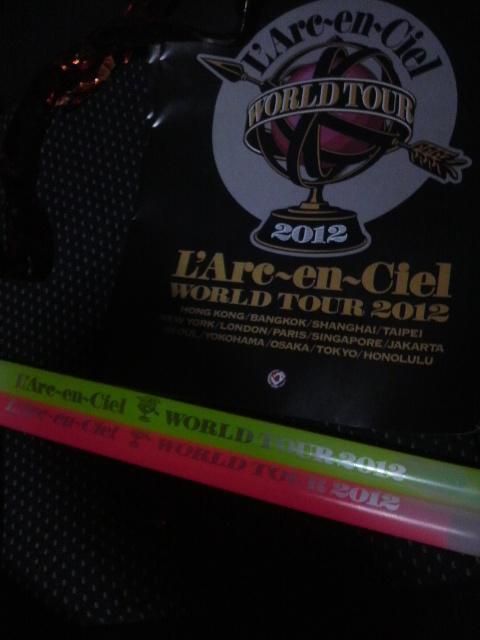 L'Arc~en~Ciel
WORLD TOUR
2012
L'Arc~en~Ciel
WORLD TOUR 2012
HONG KONG/BANGKOK/SHANGHAI/TAIPEI
NEW YORK/LONDON/PARIS/SINGAPORE/JAKARTA
SEOUL/YOKOHAMA/OSAKA/TOKYO/HONOLULU
L'Arc~en~Ciel WORLD TOUR 2012
L'Arc~en~Ciel WORLD TOUR 2012